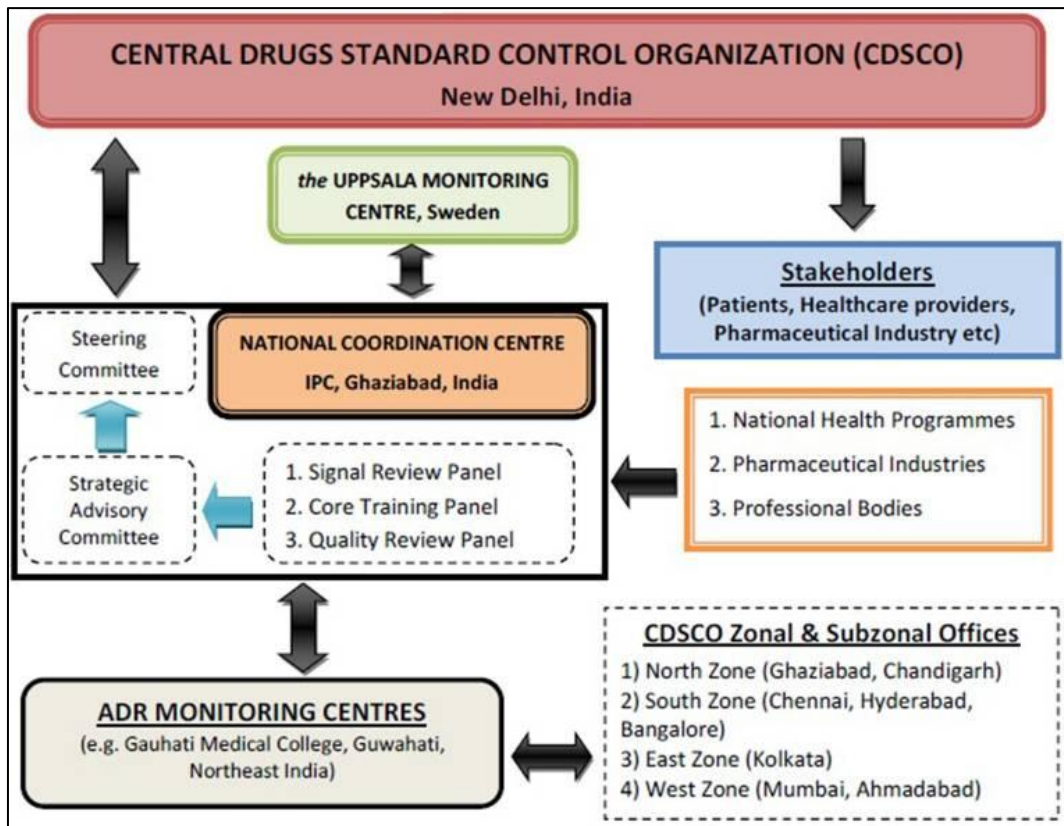 CENTRAL DRUGS STANDARD CONTROL ORGANIZATION (CDSCO)
New Delhi, India
the UPPSALA MONITORING
CENTRE, Sweden
Stakeholders
(Patients, Healthcare providers,
Pharmaceutical Industry etc)
Steering
Committee
NATIONAL COORDINATION CENTRE
IPC, Ghaziabad, India
Strategic
Advisory
Committee
1. Signal Review Panel
2. Core Training Panel
3. Quality Review Panel
1. National Health Programmes
2. Pharmaceutical Industries
3. Professional Bodies
ADR MONITORING CENTRES
(e.g. Gauhati Medical College, Guwahati,
Northeast India)
CDSCO Zonal & Subzonal Offices
1) North Zone (Ghaziabad, Chandigarh)
2) South Zone (Chennai, Hyderabad,
Bangalore)
3) East Zone (Kolkata)
4) West Zone (Mumbai, Ahmadabad)